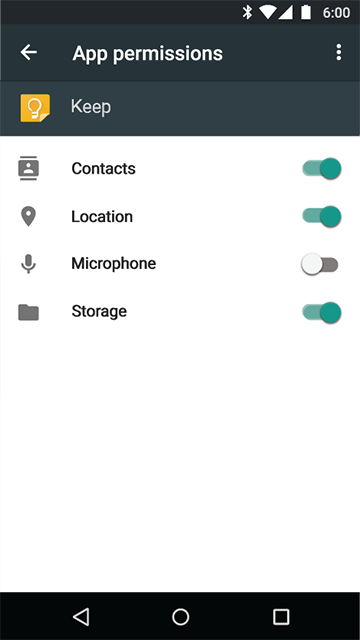 6:00
App permissions
Keep
Contacts
Location
Microphone
Storage